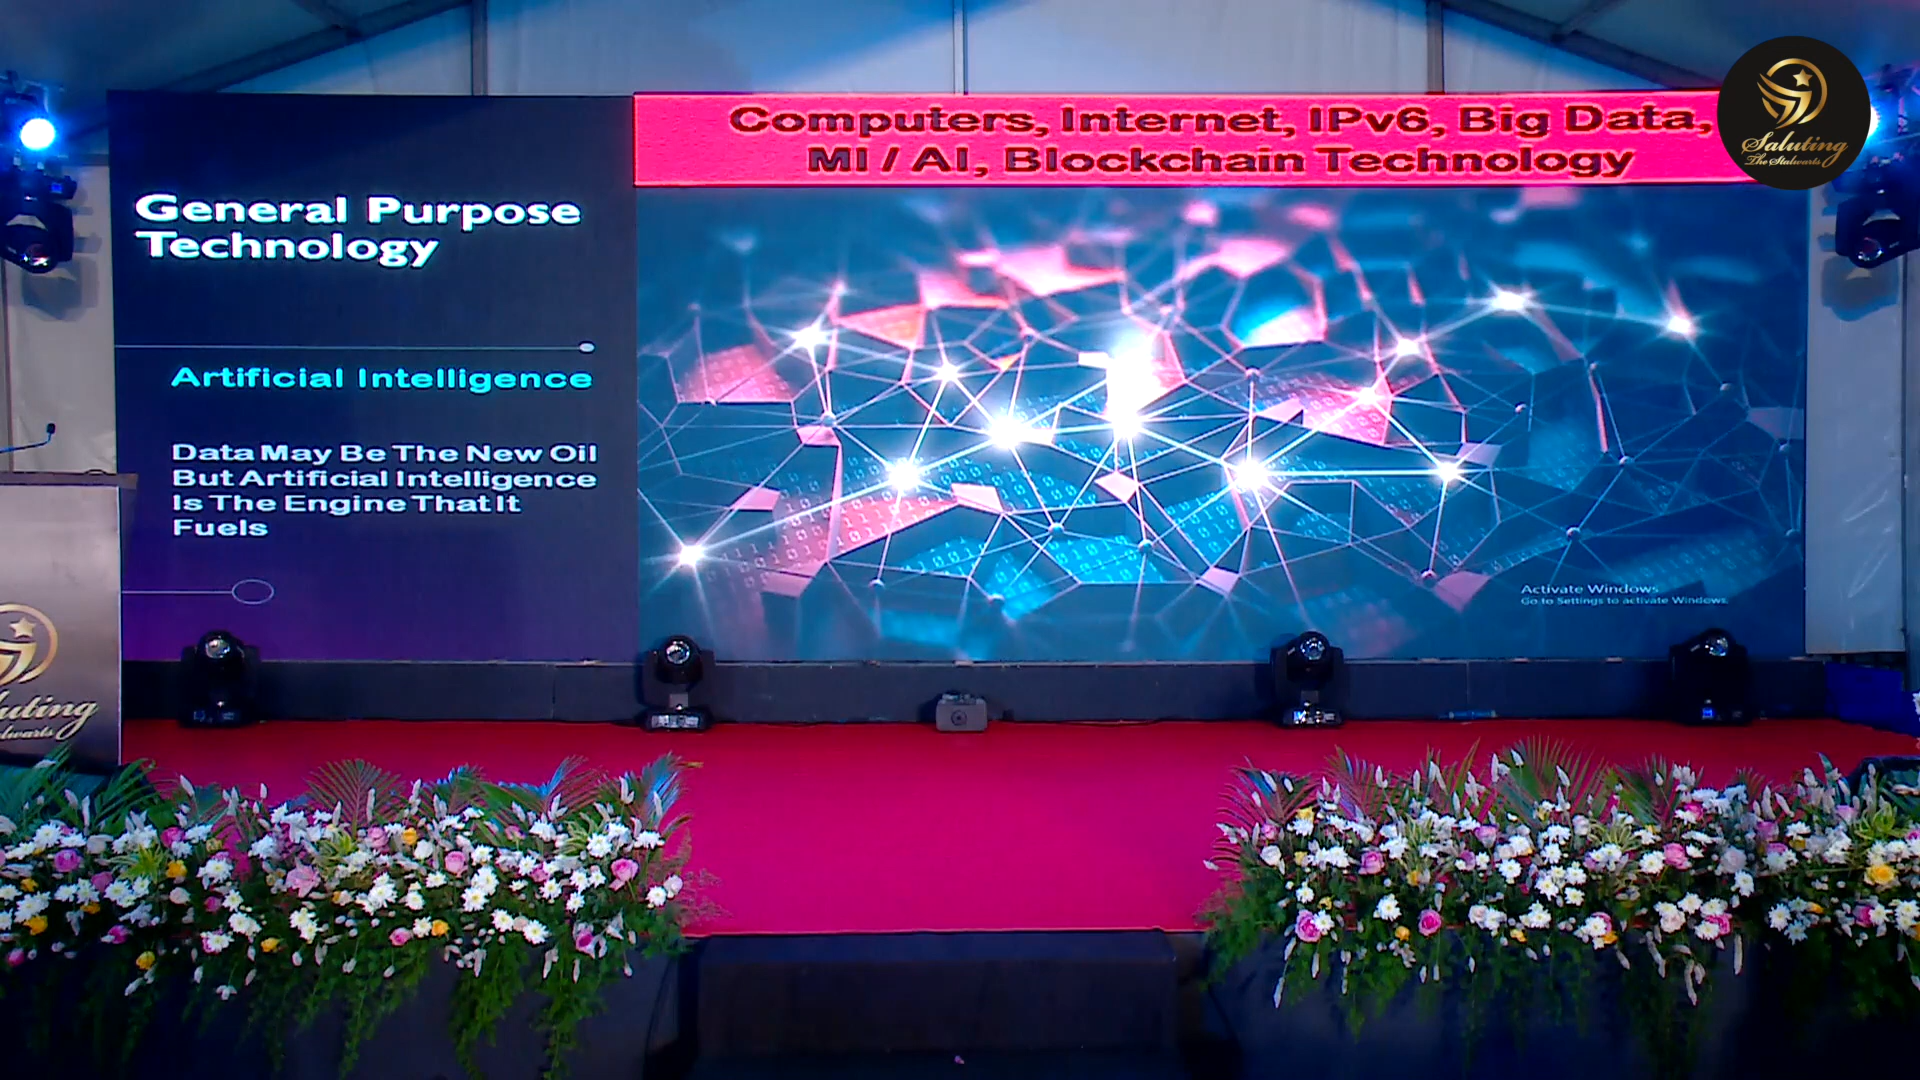 Computers, Internet, IPv6, Big Data,
MI / AI, Blockchain Technology
Saluting
The Stalwarts
General Purpose
Technology
Artificial Intelligence
Data May Be The New Oil
But Artificial Intelligence
Is The Engine That It
Fuels
Activate Windows
Go to Settings to activate Windows.